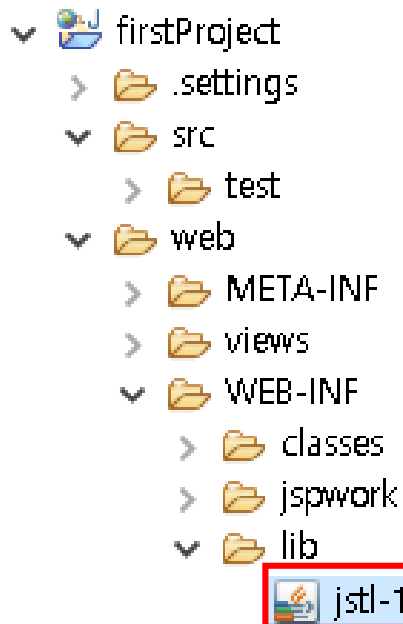 firstProject
.settings
src
test
web
META-INF
views
WEB-INF
classes
jspwork
lib
jstl-1